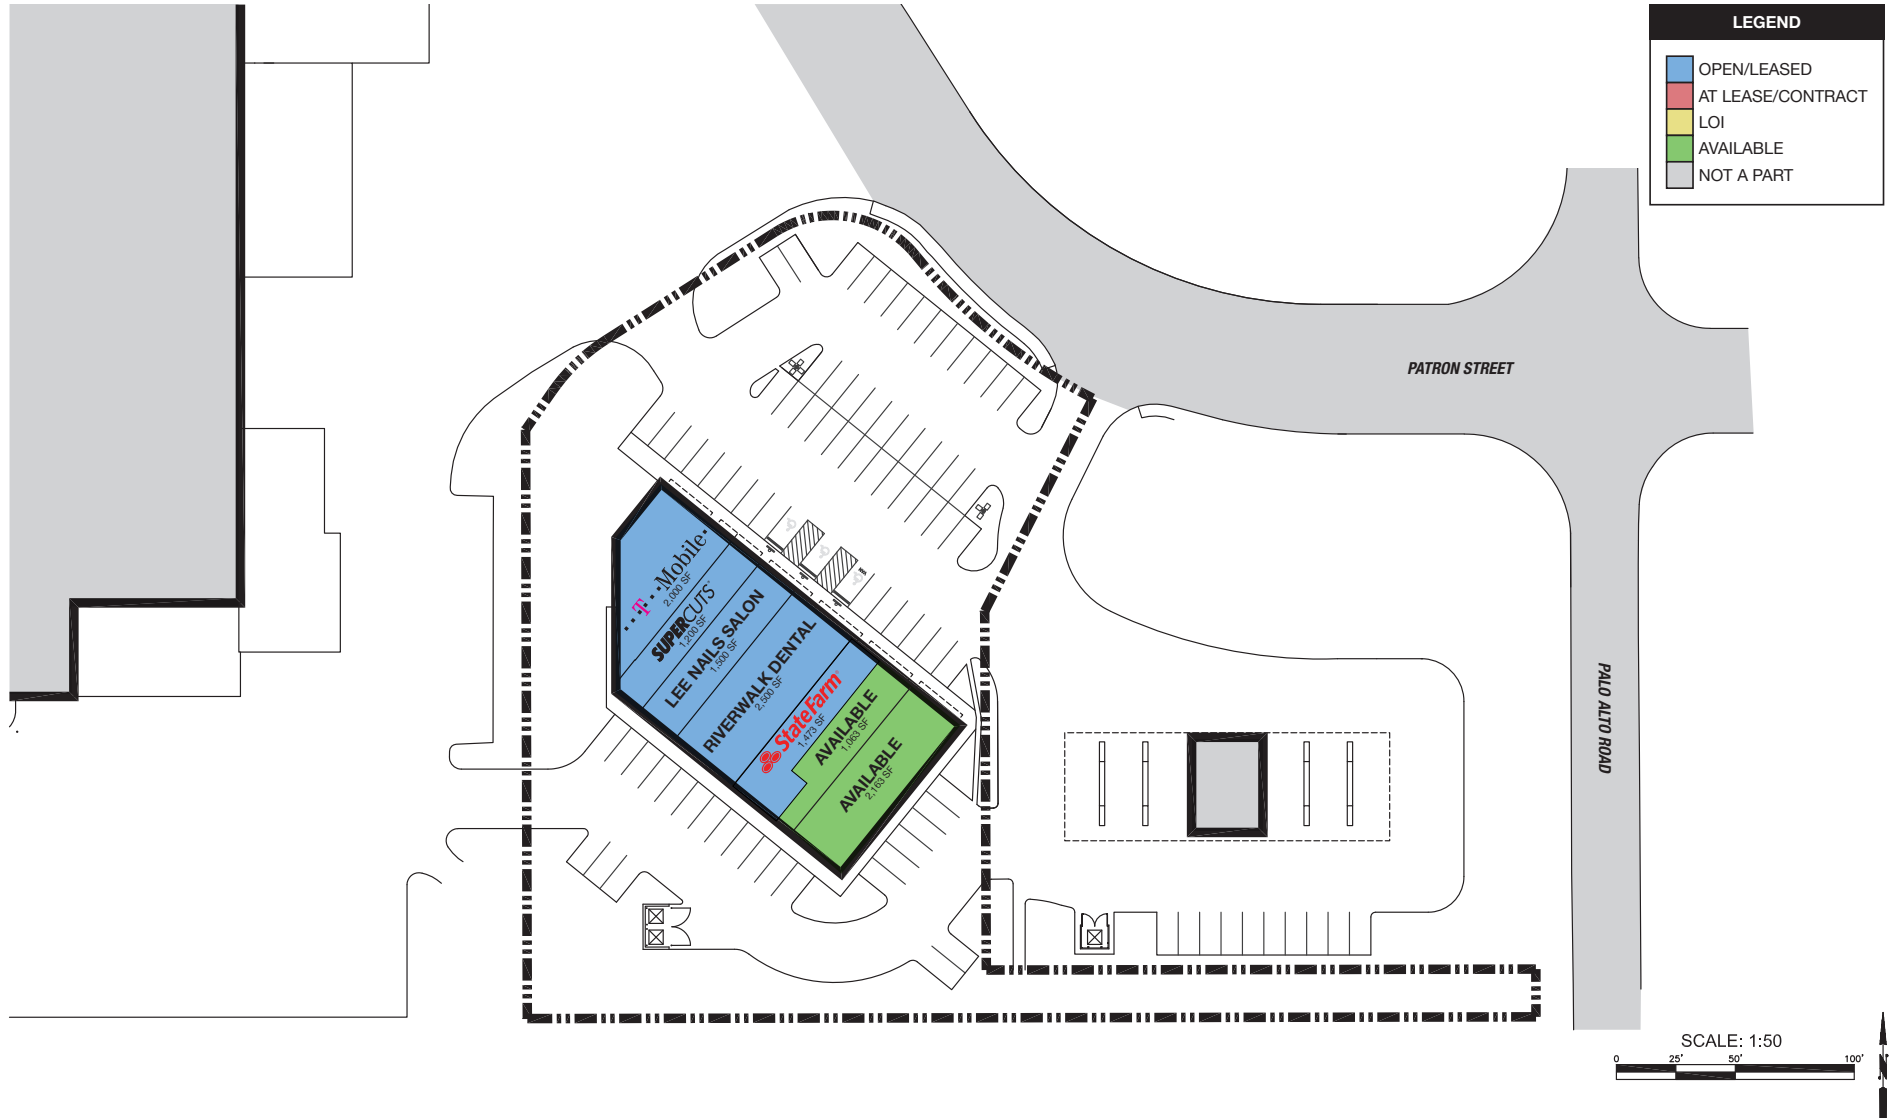 LEGEND
OPEN/LEASED
AT LEASE/CONTRACT
LOI
AVAILABLE
NOT A PART
PATRON STREET
PALO ALTO ROAD
T Mobile
2,000 SF
SUPERCUTS
1,200 SF
LEE NAILS SALON
1,500 SF
RIVERWALK DENTAL
2,500 SF
StateFarm
1,473 SF
AVAILABLE
1,063 SF
AVAILABLE
2,163 SF
SCALE: 1:50
0 25' 50' 100'
N